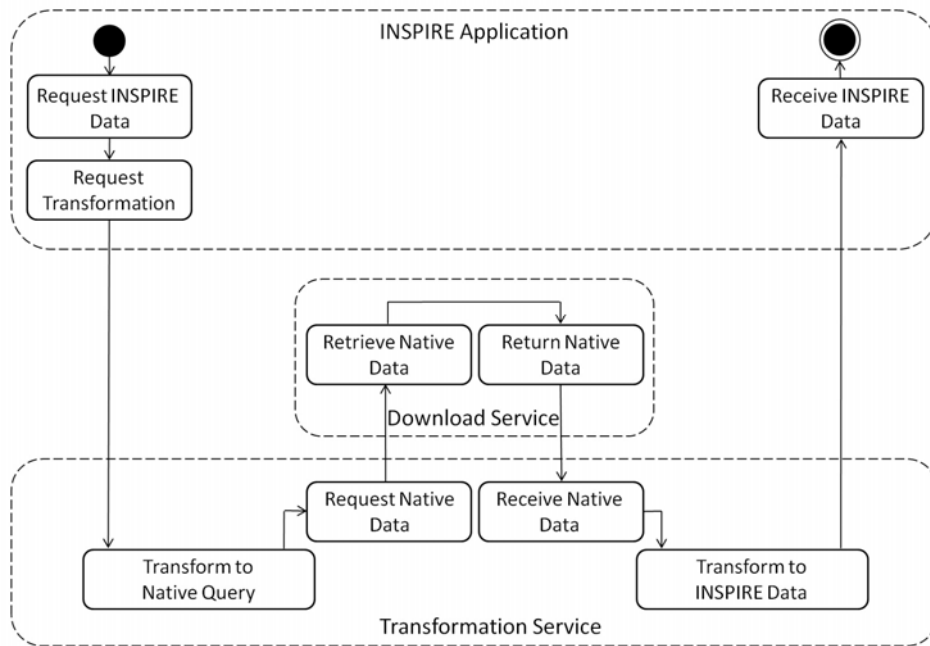 INSPIRE Application
Request INSPIRE
Data
Receive INSPIRE
Data
Request
Transformation
Retrieve Native
Data
Return Native
Data
Download Service
Request Native
Data
Receive Native
Data
Transform to
Native Query
Transform to
INSPIRE Data
Transformation Service